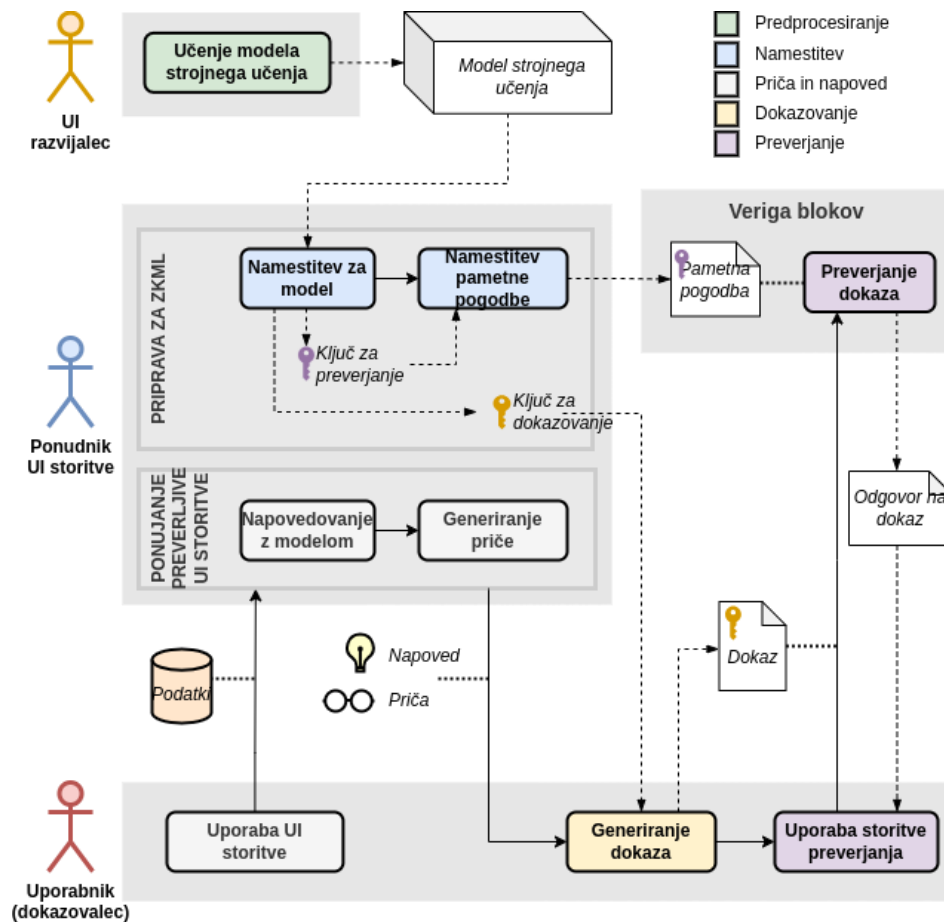 UI
razvijalec
Učenje modela
strojnega učenja
Model strojnega
učenja
Predprocesiranje
Namestitev
Priča in napoved
Dokazovanje
Preverjanje
Ponudnik
UI storitve
PRIPRAVA ZA ZKML
Namestitev za
model
Namestitev
pametne
pogodbe
Ključ za
preverjanje
Ključ za
dokazovanje
Veriga blokov
Pametna
pogodba
Preverjanje
dokaza
Odgovor na
dokaz
PONUJANJE
PREVERLJIVE
UI STORITVE
Napovedovanje
z modelom
Generiranje
priče
Podatki
Napoved
Priča
Dokaz
Uporabnik
(dokazovalec)
Uporaba UI
storitve
Generiranje
dokaza
Uporaba storitve
preverjanja